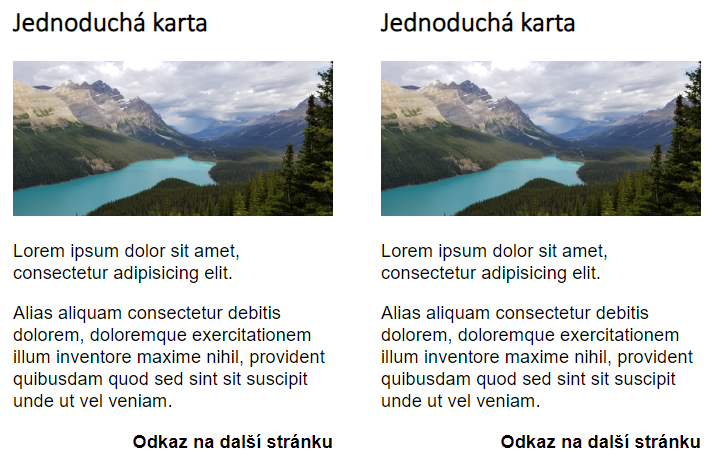 Jednoduchá karta
Lorem ipsum dolor sit amet,
consectetur adipisicing elit.
Alias aliquam consectetur debitis
dolorem, doloremque exercitationem
illum inventore maxime nihil, provident
quibusdam quod sed sint sit suscipit
unde ut vel veniam.
Odkaz na další stránku
Jednoduchá karta
Lorem ipsum dolor sit amet,
consectetur adipisicing elit.
Alias aliquam consectetur debitis
dolorem, doloremque exercitationem
illum inventore maxime nihil, provident
quibusdam quod sed sint sit suscipit
unde ut vel veniam.
Odkaz na další stránku